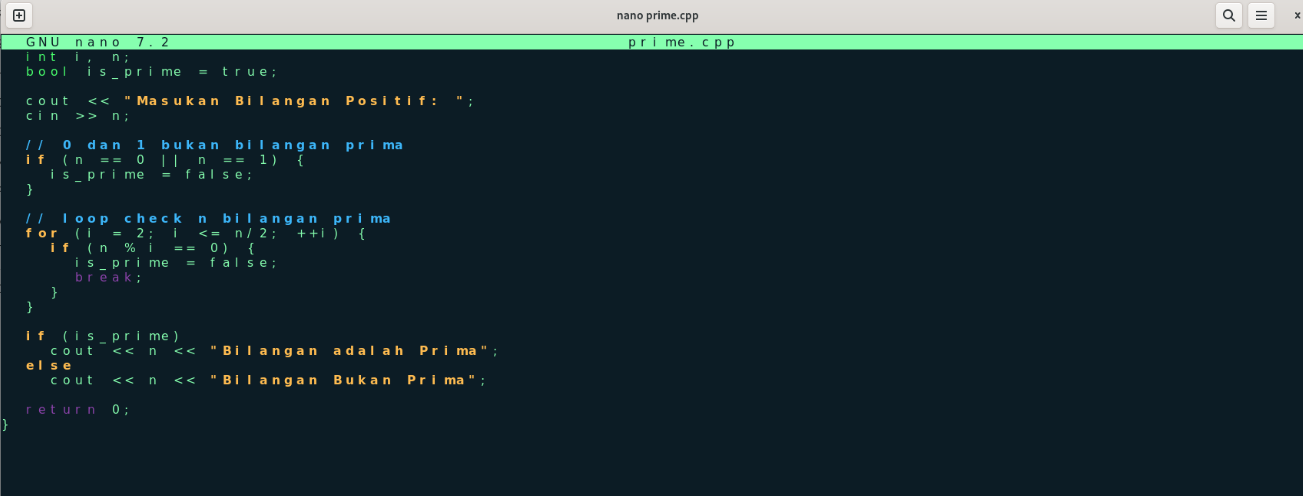 nano prime.cpp
GNU nano 7.2 prime.cpp
int i, n;
bool is_prime = true;
cout << "Masukan Bilangan Positif: ";
cin >> n;
// 0 dan 1 bukan bilangan prima
if (n == 0 || n == 1) {
is_prime = false;
}
// loop check n bilangan prima
for (i = 2; i <= n/2; ++i) {
if (n % i == 0) {
is_prime = false;
break;
}
}
if (is_prime)
cout << n << "Bilangan adalah Prima";
else
cout << n << "Bilangan Bukan Prima";
return 0;
}